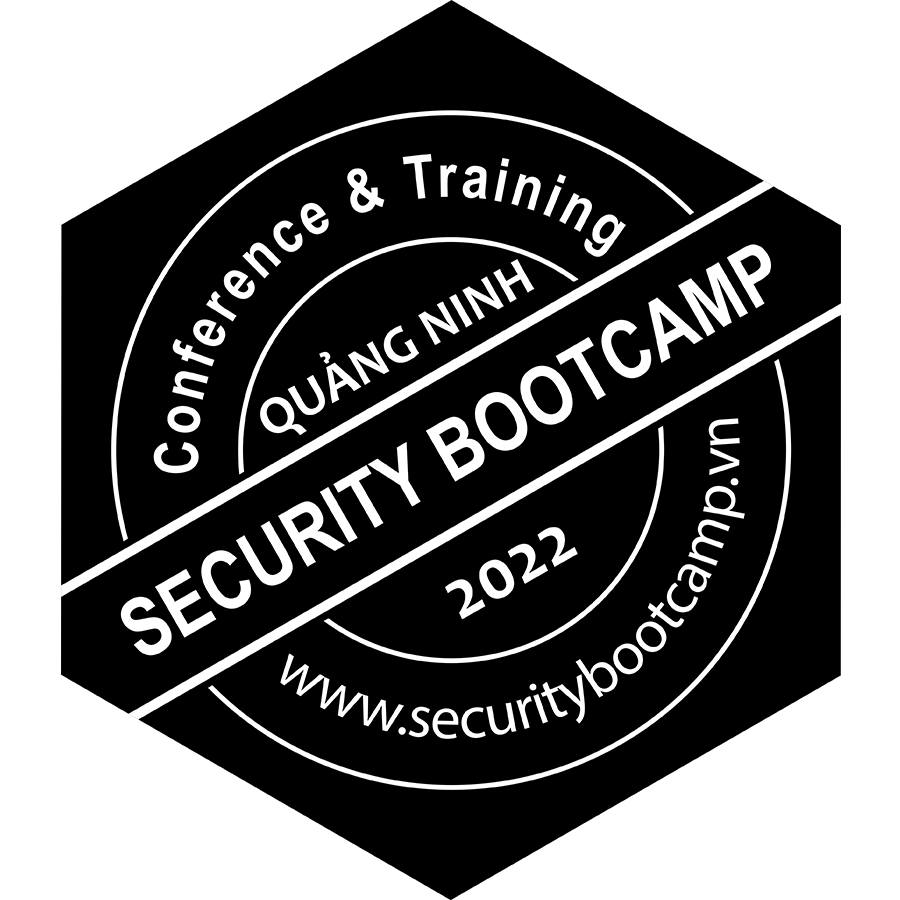 Conference & Training
QUẢNG NINH
SECURITY BOOTCAMP
2022
www.securitybootcamp.vn